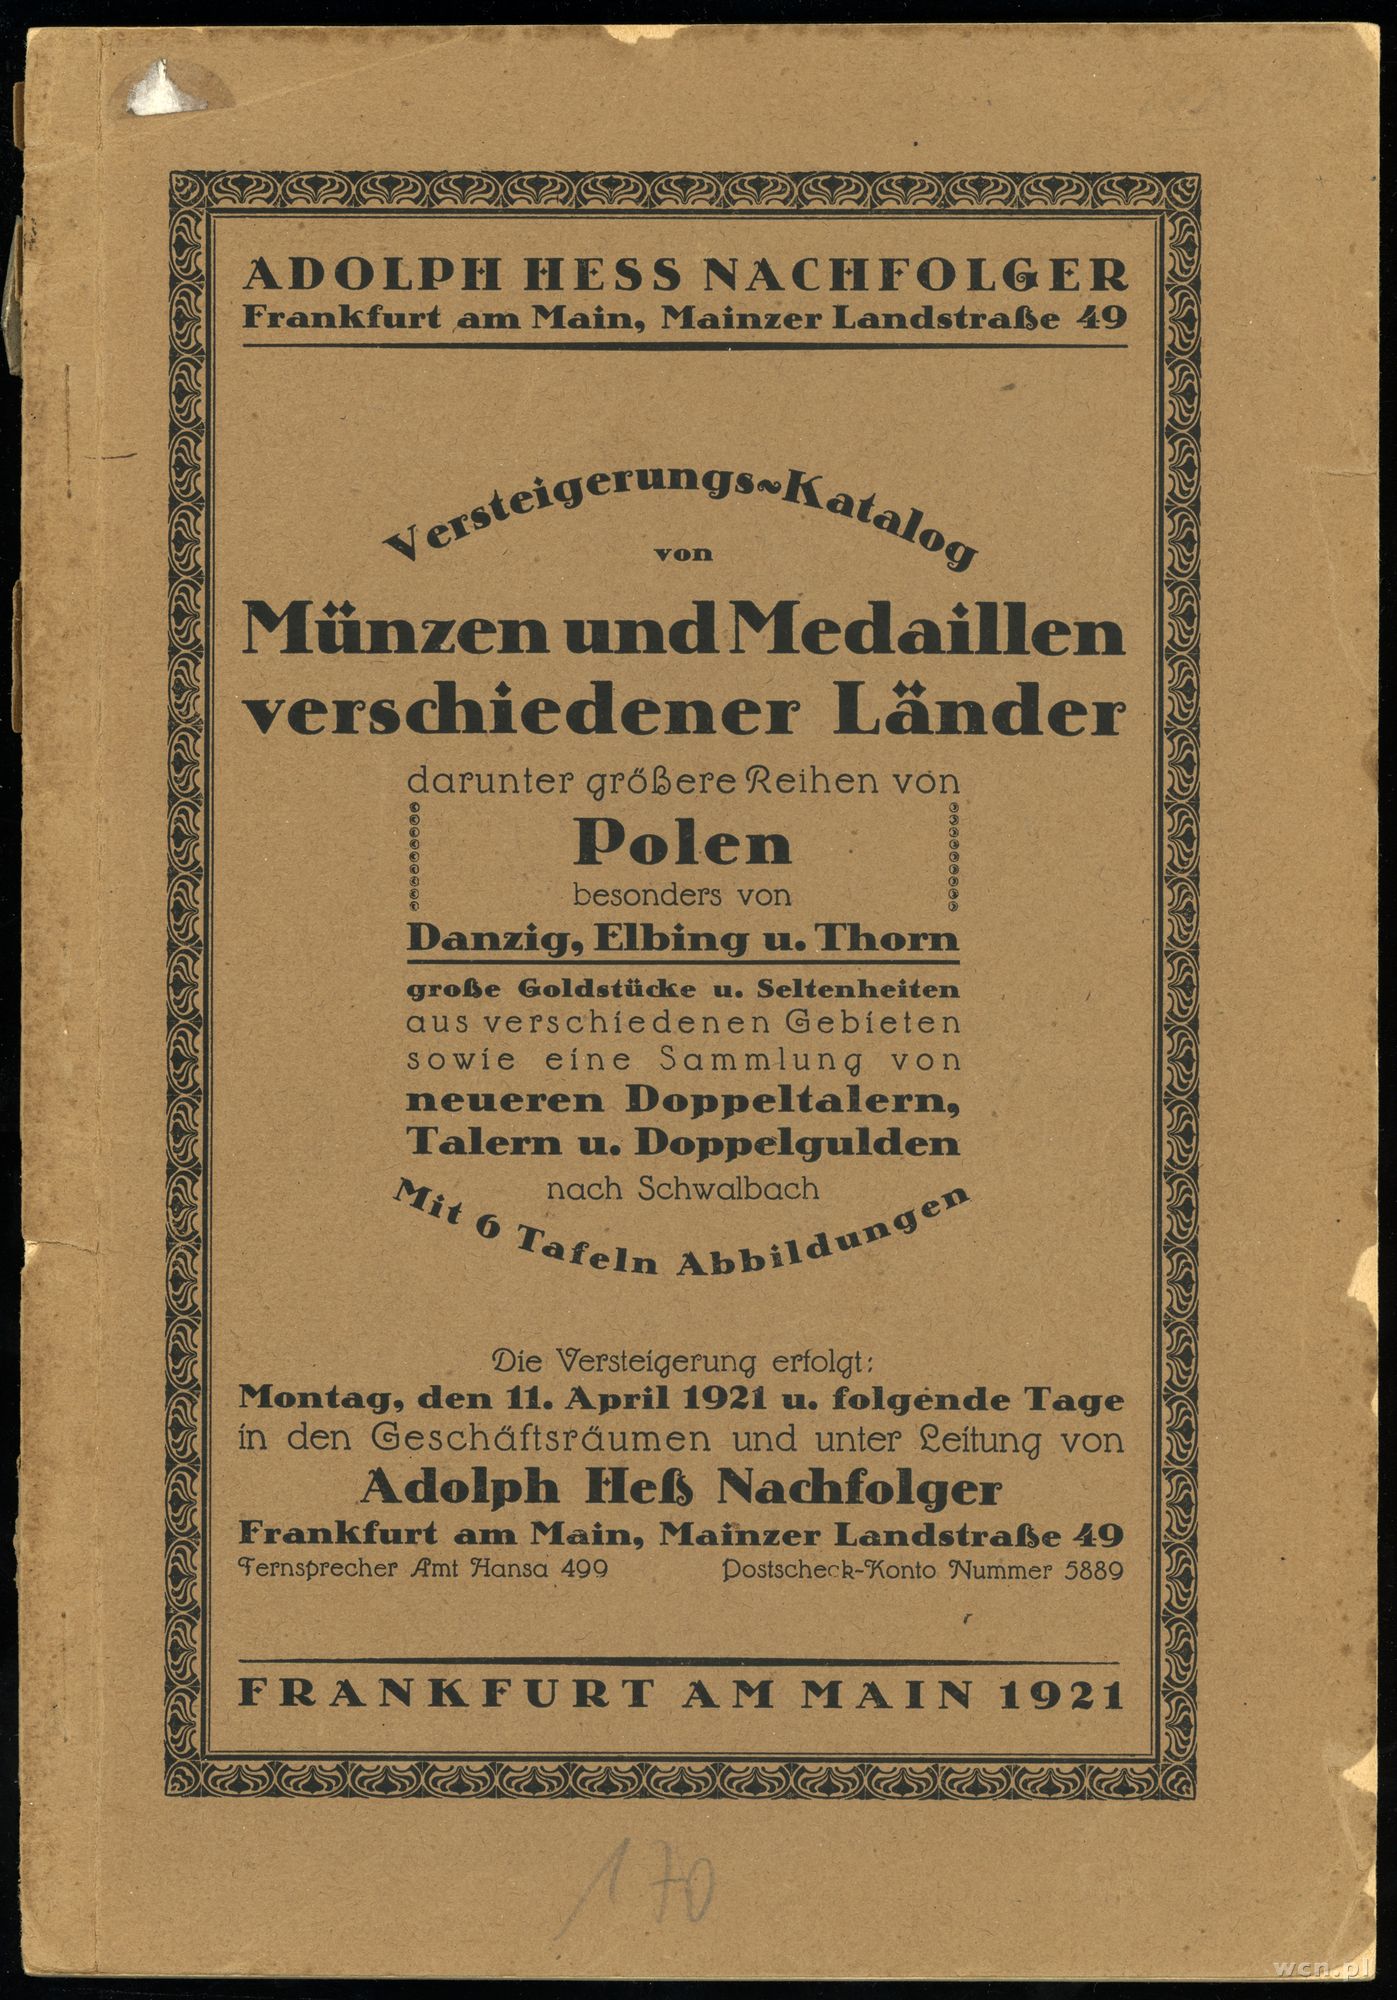 ADOLPH HESS NACHFOLGER
Frankfurt am Main, Mainzer Landstraße 49
Versteigerungs-Katalog
von
Münzen und Medaillen
verschiedener Länder
darunter größere Reihen von
Polen
besonders von
Danzig, Elbing u. Thorn
große Goldstücke u. Seltenheiten
aus verschiedenen Gebieten
sowie eine Sammlung von
neueren Doppeltalern,
Talern u. Doppelgulden
nach Schwalbach
Mit 6 Tafeln Abbildungen
Die Versteigerung erfolgt:
Montag, den 11. April 1921 u. folgende Tage
in den Geschäftsräumen und unter Leitung von
Adolph Heß Nachfolger
Frankfurt am Main, Mainzer Landstraße 49
Fernsprecher Amt Hansa 499 Postscheck-Konto Nummer 5889
FRANKFURT AM MAIN 1921
170
wcn.pl